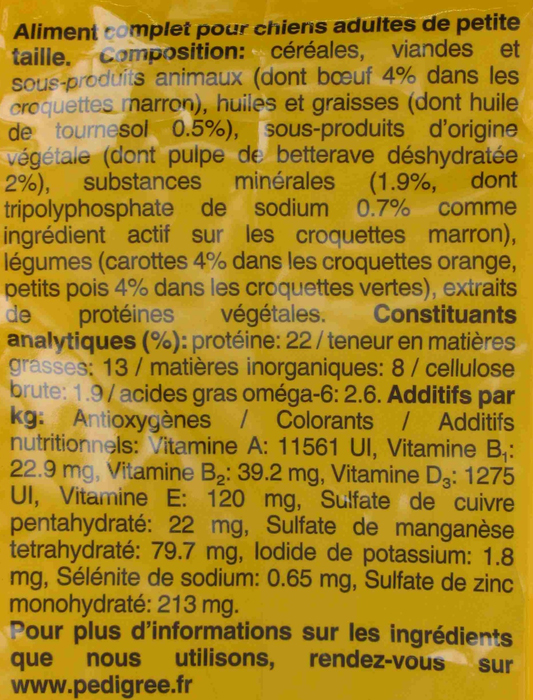 Aliment complet pour chiens adultes de petite
taille. Composition: céréales, viandes et
sous-produits animaux (dont bœuf 4% dans les
croquettes marron), huiles et graisses (dont huile
de tournesol 0.5%), sous-produits d'origine
végétale (dont pulpe de betterave déshydratée
2%), substances minérales (1.9%, dont
tripolyphosphate de sodium 0.7% comme
ingrédient actif sur les croquettes marron),
légumes (carottes 4% dans les croquettes orange,
petits pois 4% dans les croquettes vertes), extraits
de protéines végétales. Constituants
analytiques (%): protéine: 22 / teneur en matières
grasses: 13 / matières inorganiques: 8 / cellulose
brute: 1.9 / acides gras oméga-6: 2.6. Additifs par
kg: Antioxygènes / Colorants / Additifs
nutritionnels: Vitamine A: 11561 UI, Vitamine B₁:
22.9 mg, Vitamine B₂: 39.2 mg, Vitamine D₃: 1275
UI, Vitamine E: 120 mg, Sulfate de cuivre
pentahydraté: 22 mg, Sulfate de manganèse
tetrahydraté: 79.7 mg, Iodide de potassium: 1.8
mg, Sélénite de sodium: 0.65 mg, Sulfate de zinc
monohydraté: 213 mg.
Pour plus d'informations sur les ingrédients
que nous utilisons, rendez-vous sur
www.pedigree.fr